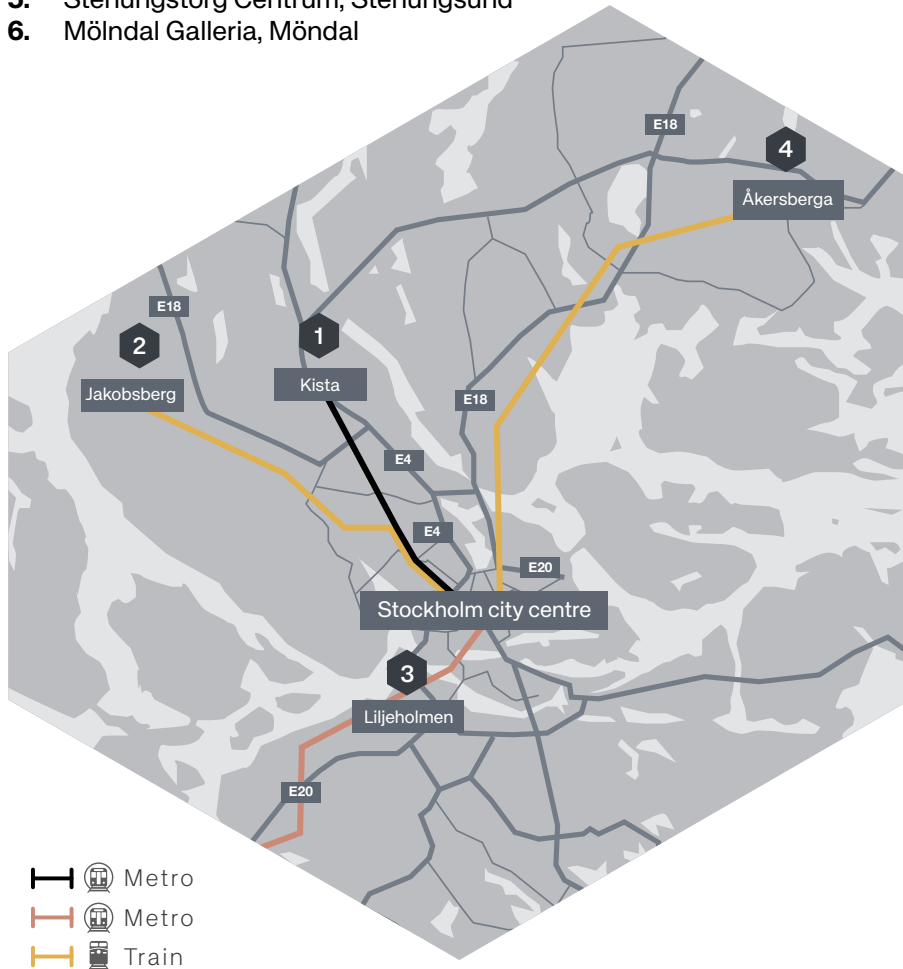 5. Stenungstorg Centrum, Stenungsund
6. Mölndal Galleria, Möndal
E18
4
Åkersberga
E18
1
2
Kista
Jakobsberg
E18
E4
E4
E20
Stockholm city centre
3
Liljeholmen
E20
Metro
Metro
Train